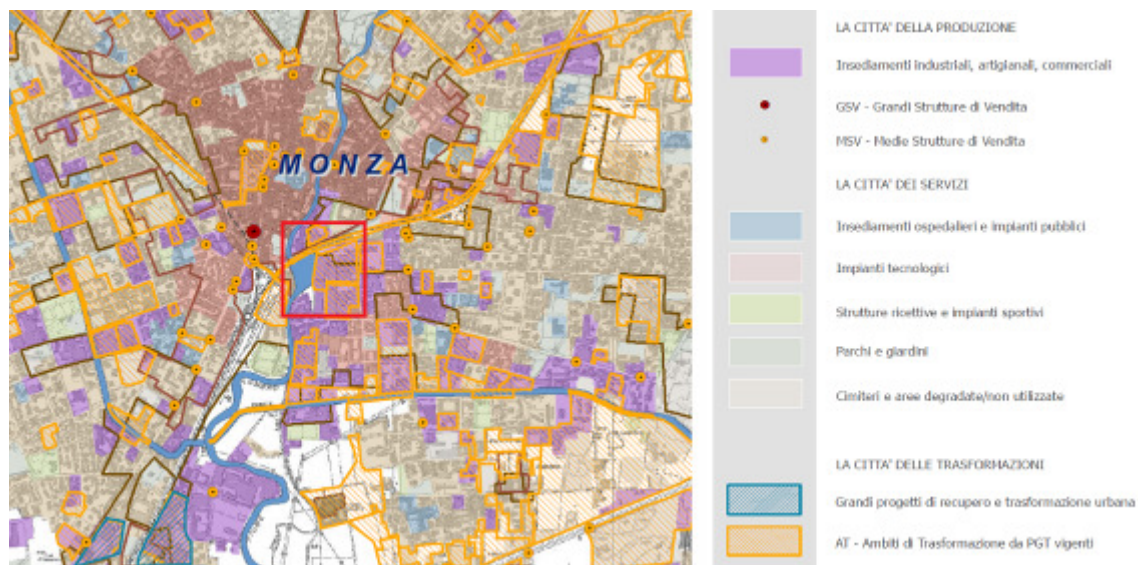 MONZA
LA CITTA' DELLA PRODUZIONE
Insediamenti industriali, artigianali, commerciali
GSV - Grandi Strutture di Vendita
MSV - Medie Strutture di Vendita
LA CITTA' DEI SERVIZI
Insediamenti ospedalieri e impianti pubblici
Impianti tecnologici
Strutture ricettive e impianti sportivi
Parchi e giardini
Cimiteri e aree degradate/non utilizzate
LA CITTA' DELLE TRASFORMAZIONI
Grandi progetti di recupero e trasformazione urbana
AT - Ambiti di Trasformazione da PGT vigenti